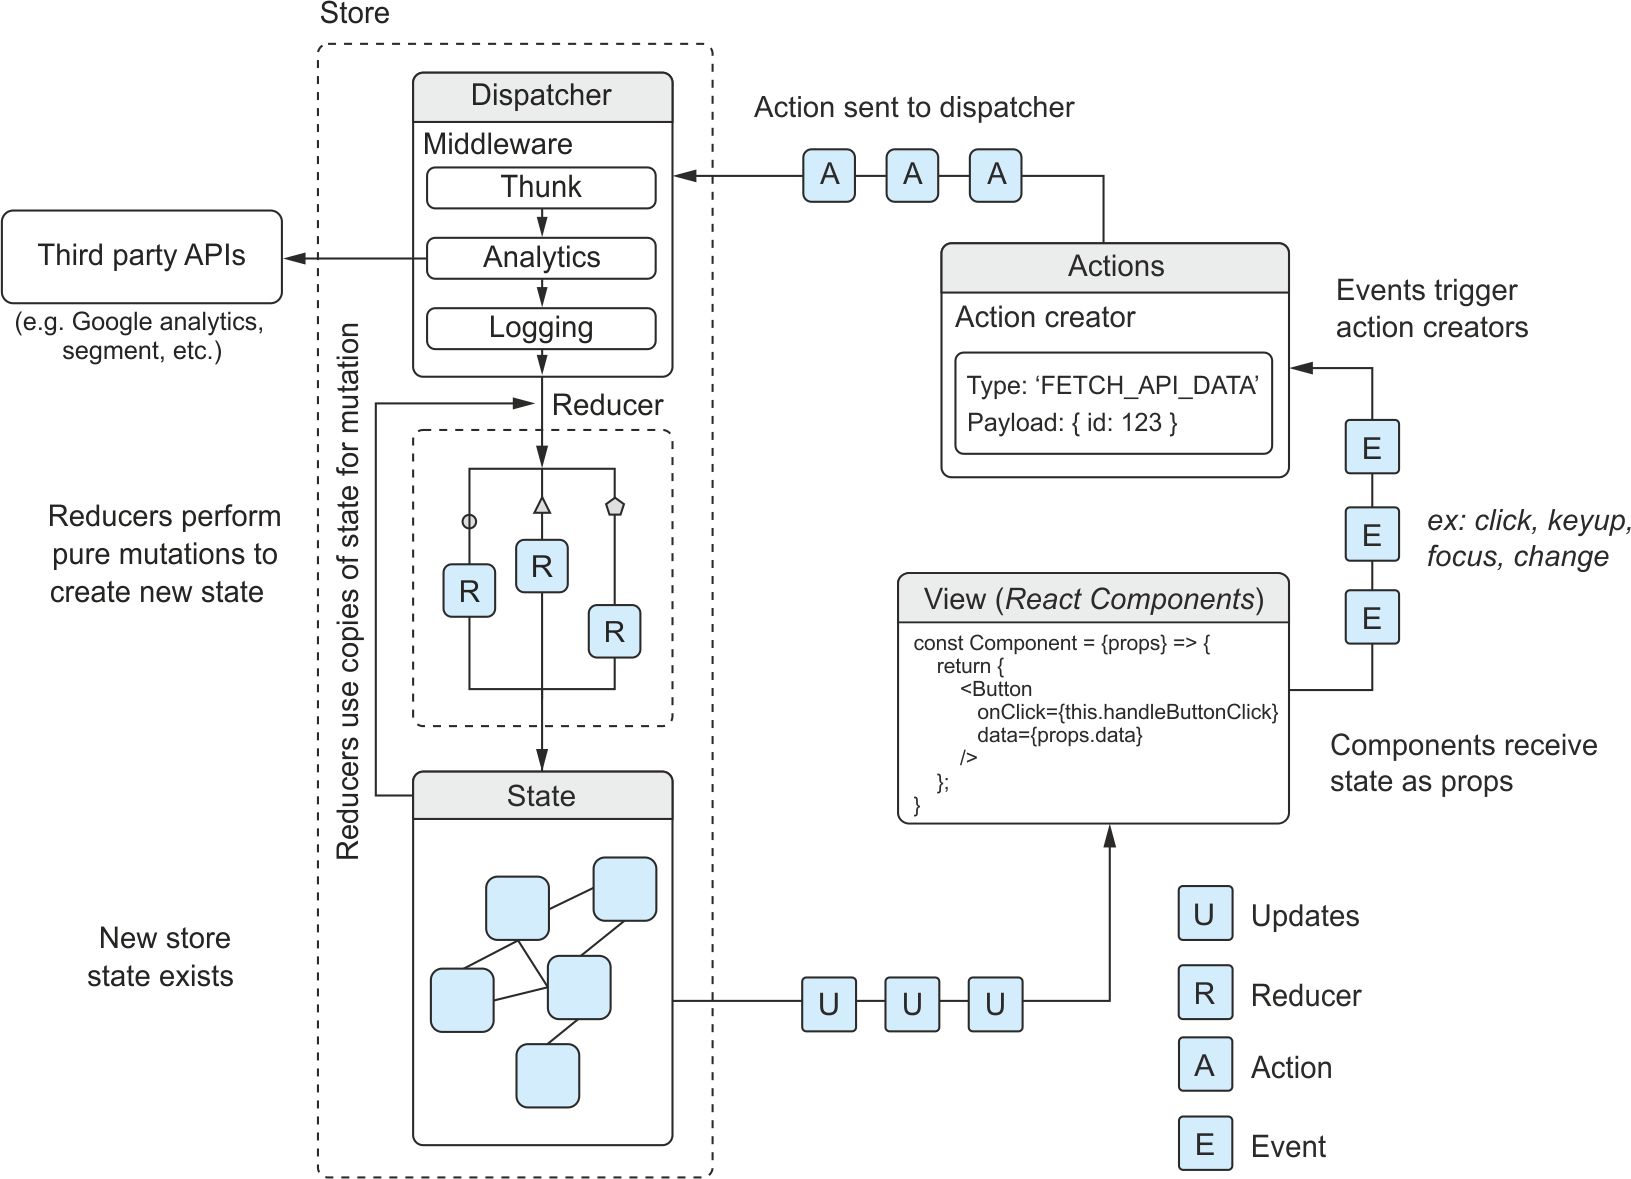 Store
Dispatcher
Middleware
Thunk
Analytics
Logging
Third party APIs
(e.g. Google analytics,
segment, etc.)
Action sent to dispatcher
A
A
A
Actions
Action creator
Type: ‘FETCH_API_DATA’
Payload: { id: 123 }
Events trigger
action creators
E
E
E
ex: click, keyup,
focus, change
Reducer
Reducers use copies of state for mutation
R
R
R
Reducers perform
pure mutations to
create new state
View (React Components)
const Component = {props} => {
return {
<Button
onClick={this.handleButtonClick}
data={props.data}
/>
};
}
Components receive
state as props
State
New store
state exists
U
U
U
U Updates
R Reducer
A Action
E Event